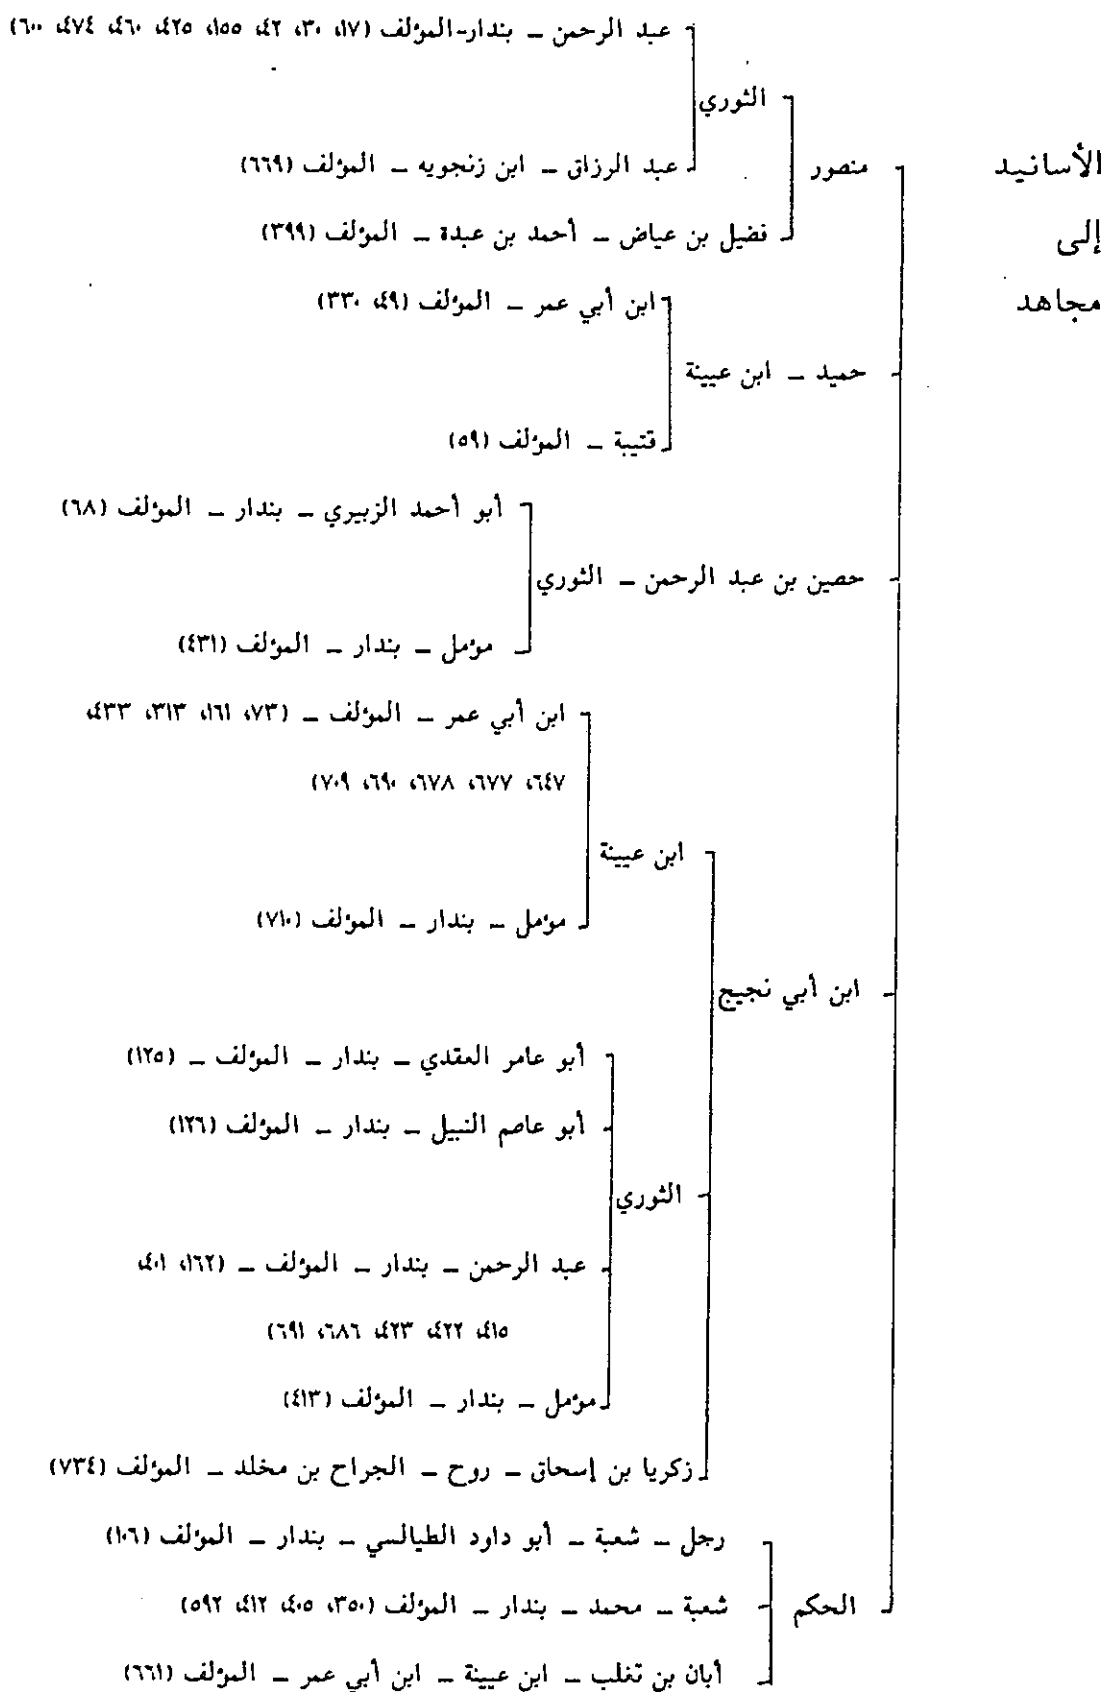 عبد الرحمن – بندار-المؤلف (١٧، ٣٠، ٤٢، ١٥٥، ٤٢٥، ٤٦٠، ٤٧٤، ٦٠٠)
الثوري
الأسانيد
منصور
عبد الرزاق – ابن زنجويه – المؤلف (٦٦٩)
إلى
فضيل بن عياض – أحمد بن عبدة – المؤلف (٣٩٩)
مجاهد
ابن أبي عمر – المؤلف (٤٩، ٣٣٠)
حميد – ابن عيينة
قتيبة – المؤلف (٥٩)
أبو أحمد الزبيري – بندار – المؤلف (٦٨)
حصين بن عبد الرحمن – الثوري
مؤمل – بندار – المؤلف (٤٣١)
ابن أبي عمر – المؤلف – (٧٣، ١٦١، ٣١٣، ٤٣٣،
٦٤٧، ٦٧٧، ٦٧٨، ٦٩٠، ٧٠٩)
ابن عيينة
مؤمل – بندار – المؤلف (٧١٠)
ابن أبي نجيج
أبو عامر العقدي – بندار – المؤلف – (١٢٥)
أبو عاصم النبيل – بندار – المؤلف (١٢٦)
الثوري
عبد الرحمن – بندار – المؤلف – (١٦٢، ٤٠١،
٤١٥، ٤٢٢، ٤٢٣، ٦٨٦، ٦٩١)
مؤمل – بندار – المؤلف (٤١٣)
زكريا بن إسحاق – روح – الجراح بن مخلد – المؤلف (٧٣٤)
رجل – شعبة – أبو داود الطيالسي – بندار – المؤلف (١٠٦)
الحكم
شعبة – محمد – بندار – المؤلف (٣٥٠، ٤٠٥، ٤١٢، ٥٩٢)
أبان بن تغلب – ابن عيينة – ابن أبي عمر – المؤلف (٦٦١)